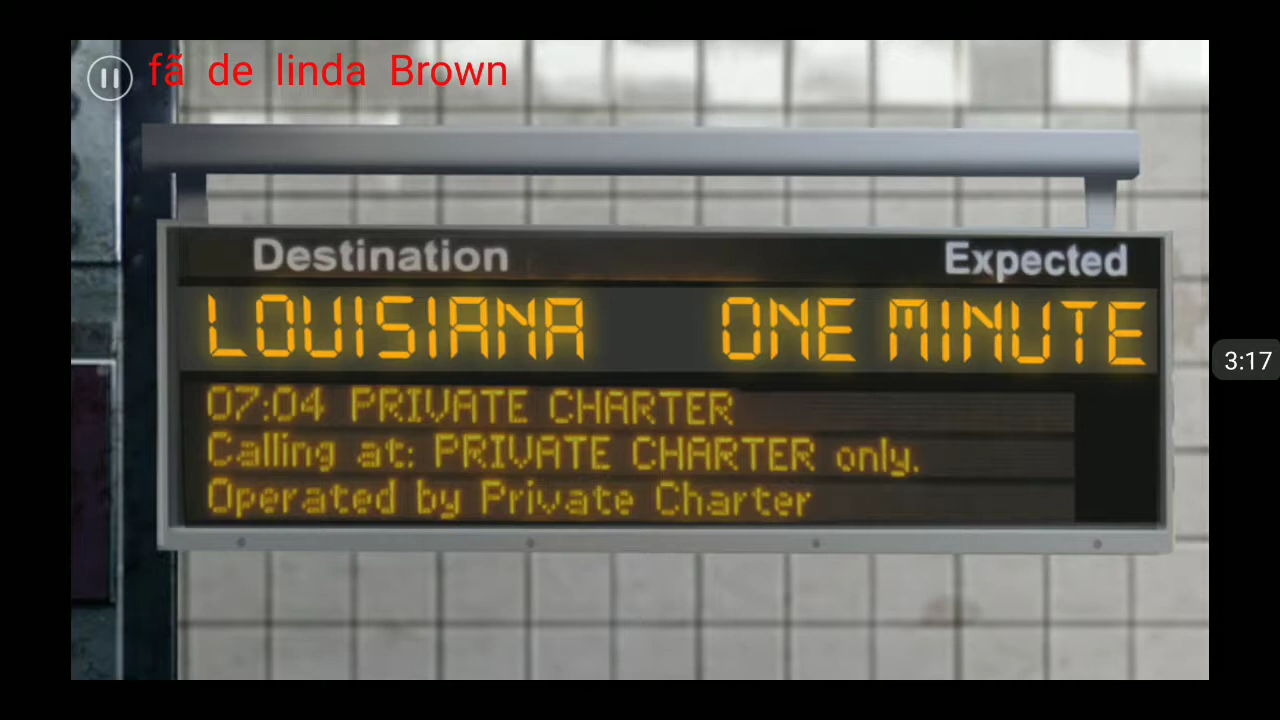 fã de linda Brown
Destination Expected
LOUISIANA ONE MINUTE
07:04 PRIVATE CHARTER
Calling at: PRIVATE CHARTER only.
Operated by Private Charter
3:17